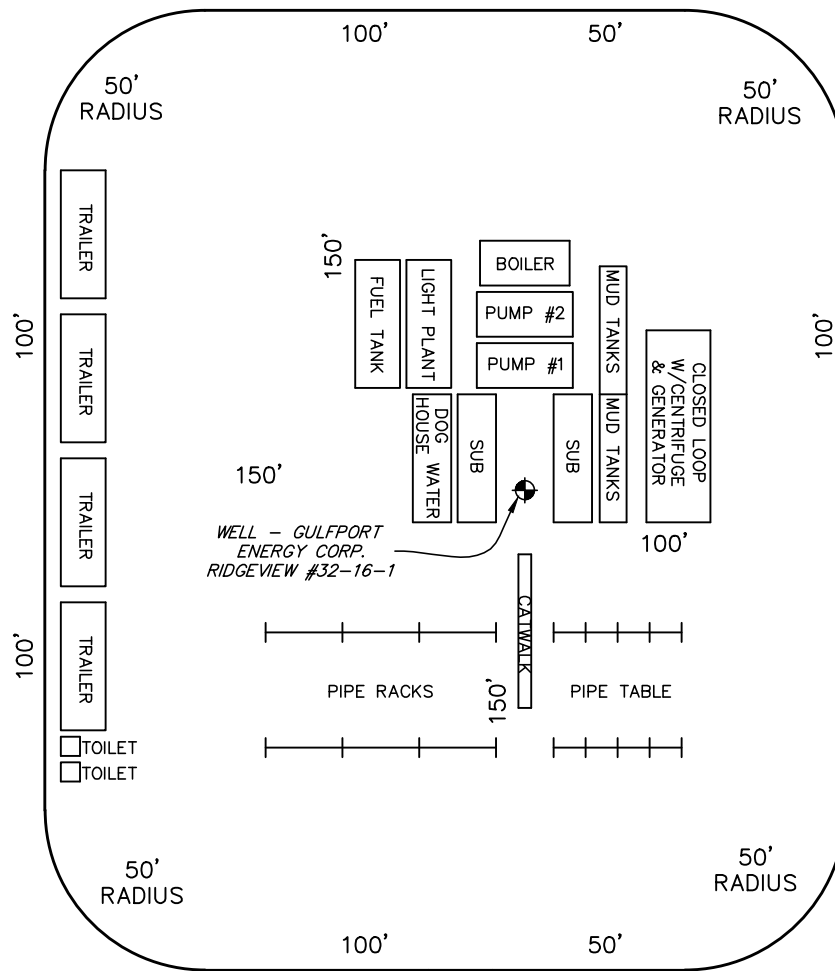 100' 50'
50'
RADIUS
50'
RADIUS
TRAILER
150'
FUEL TANK
LIGHT PLANT
BOILER
PUMP #2
PUMP #1
MUD TANKS
CLOSED LOOP
W/CENTRIFUGE
& GENERATOR
100'
TRAILER
100'
DOG
HOUSE WATER
SUB
SUB
MUD TANKS
150'
WELL – GULFPORT
ENERGY CORP.
RIDGEVIEW #32-16-1
100'
TRAILER
CATWALK
100'
TRAILER
PIPE RACKS
150'
PIPE TABLE
TOILET
TOILET
50'
RADIUS
50'
RADIUS
100' 50'